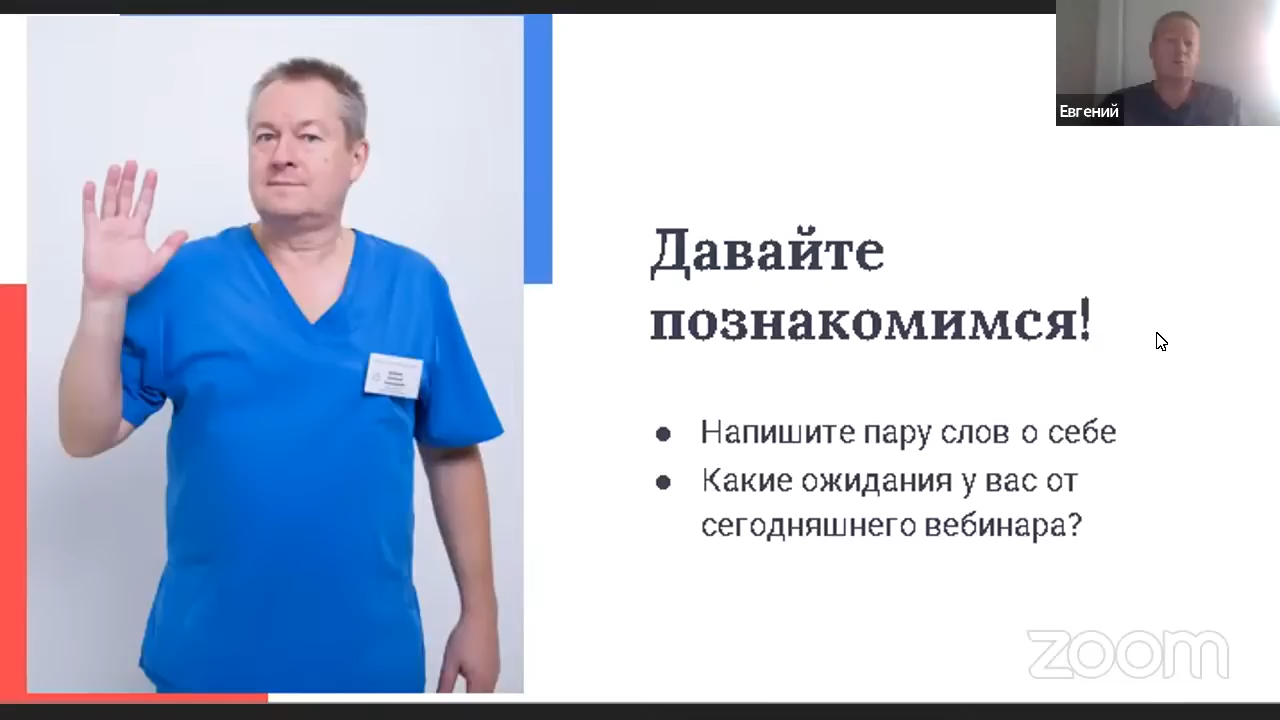 Евгений
Давайте
познакомимся!
● Напишите пару слов о себе
● Какие ожидания у вас от
сегодняшнего вебинара?
zoom